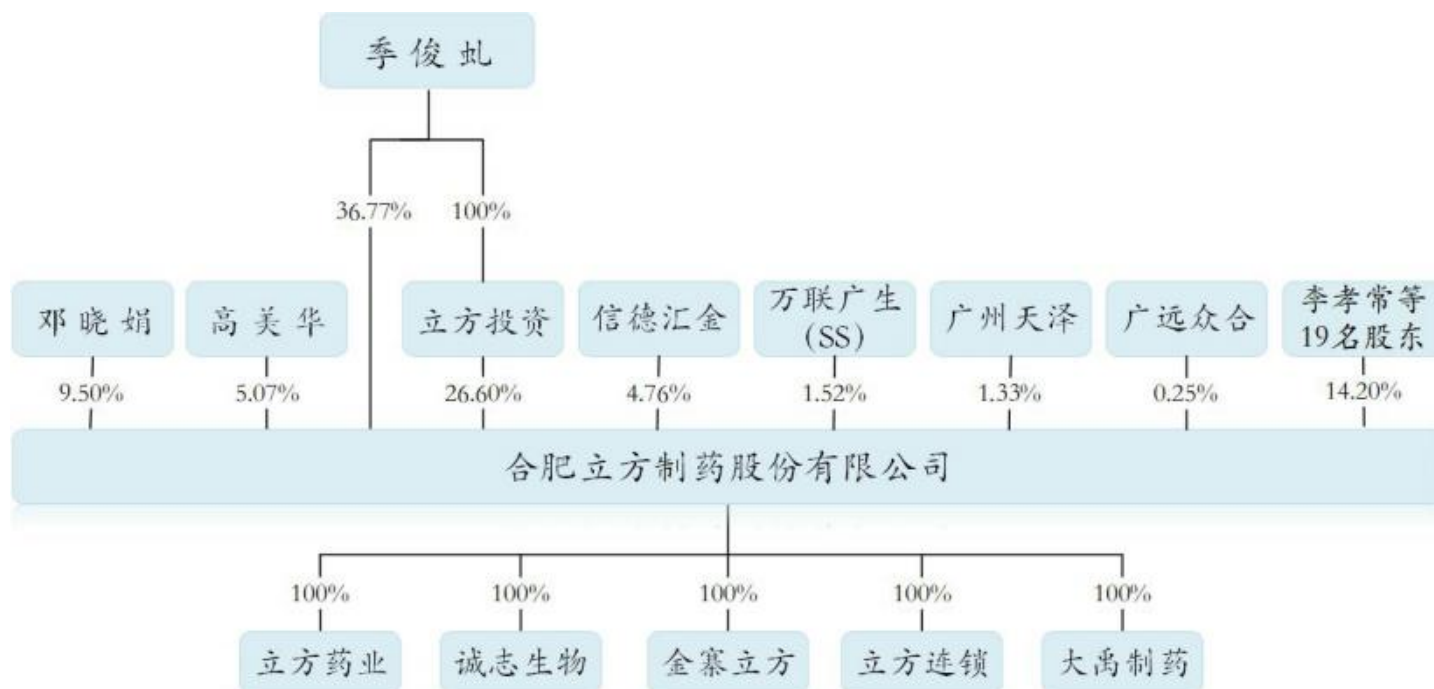 季俊虬
36.77%
100%
邓晓娟
高美华
立方投资
信德汇金
万联广生
(SS)
广州天泽
广远众合
李孝常等
19名股东
9.50%
5.07%
26.60%
4.76%
1.52%
1.33%
0.25%
14.20%
合肥立方制药股份有限公司
100%
100%
100%
100%
100%
立方药业
诚志生物
金寨立方
立方连锁
大禹制药